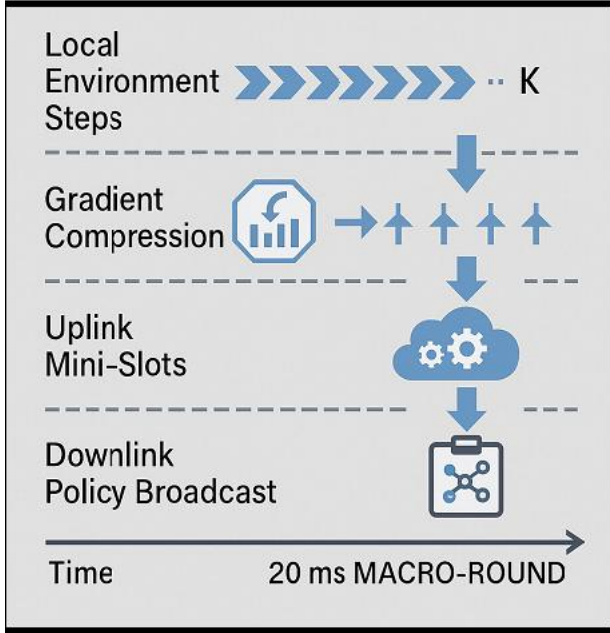 Local
Environment
Steps
·· K
Gradient
Compression
Uplink
Mini-Slots
Downlink
Policy Broadcast
Time
20 ms MACRO-ROUND